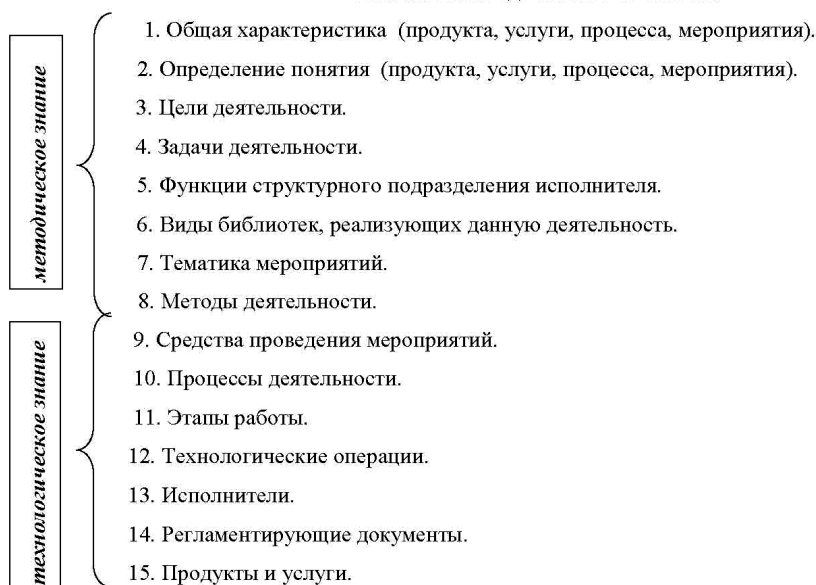 1. Общая характеристика (продукта, услуги, процесса, мероприятия).
2. Определение понятия (продукта, услуги, процесса, мероприятия).
3. Цели деятельности.
4. Задачи деятельности.
5. Функции структурного подразделения исполнителя.
6. Виды библиотек, реализующих данную деятельность.
7. Тематика мероприятий.
8. Методы деятельности.
методическое знание
9. Средства проведения мероприятий.
10. Процессы деятельности.
11. Этапы работы.
12. Технологические операции.
13. Исполнители.
14. Регламентирующие документы.
15. Продукты и услуги.
технологическое знание